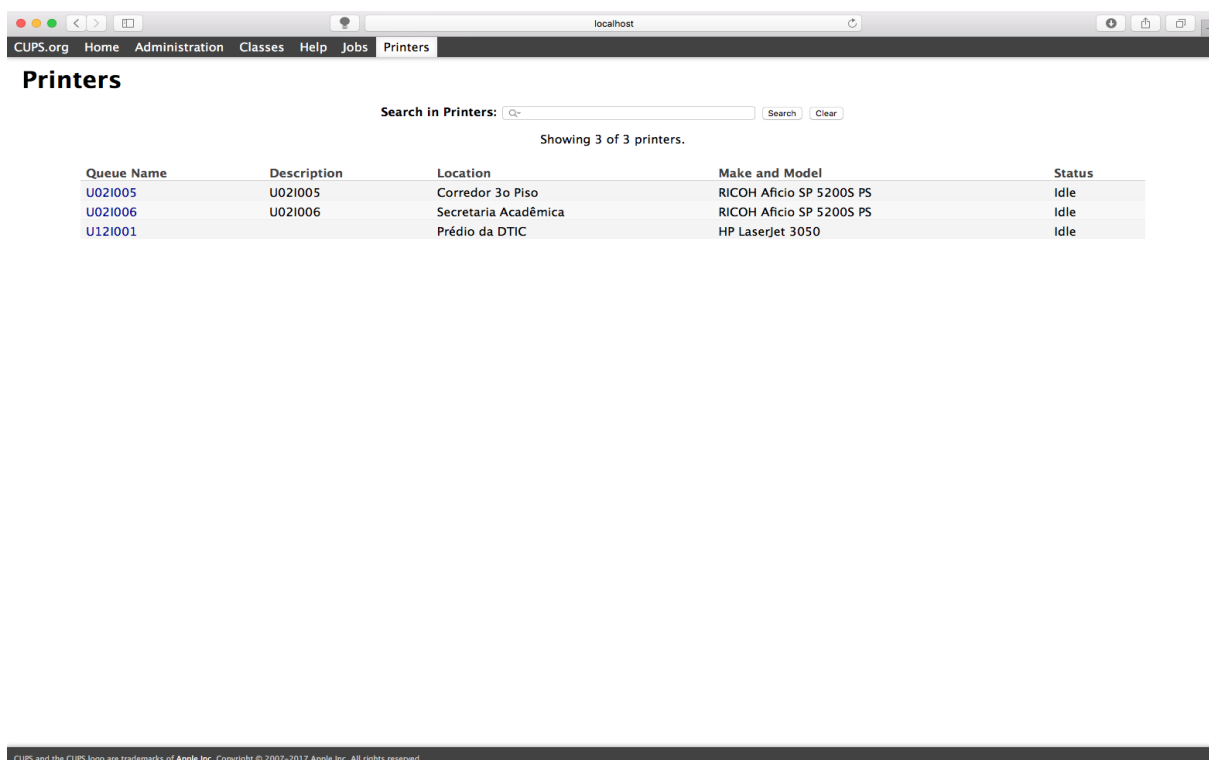 localhost
CUPS.org Home Administration Classes Help Jobs Printers
Printers
Search in Printers: Search Clear
Showing 3 of 3 printers.
Queue Name Description Location Make and Model Status
U02I005 U02I005 Corredor 3o Piso RICOH Aficio SP 5200S PS Idle
U02I006 U02I006 Secretaria Acadêmica RICOH Aficio SP 5200S PS Idle
U12I001 Prédio da DTIC HP LaserJet 3050 Idle
CUPS and the CUPS logo are trademarks of Apple Inc. Copyright © 2007-2017 Apple Inc. All rights reserved.